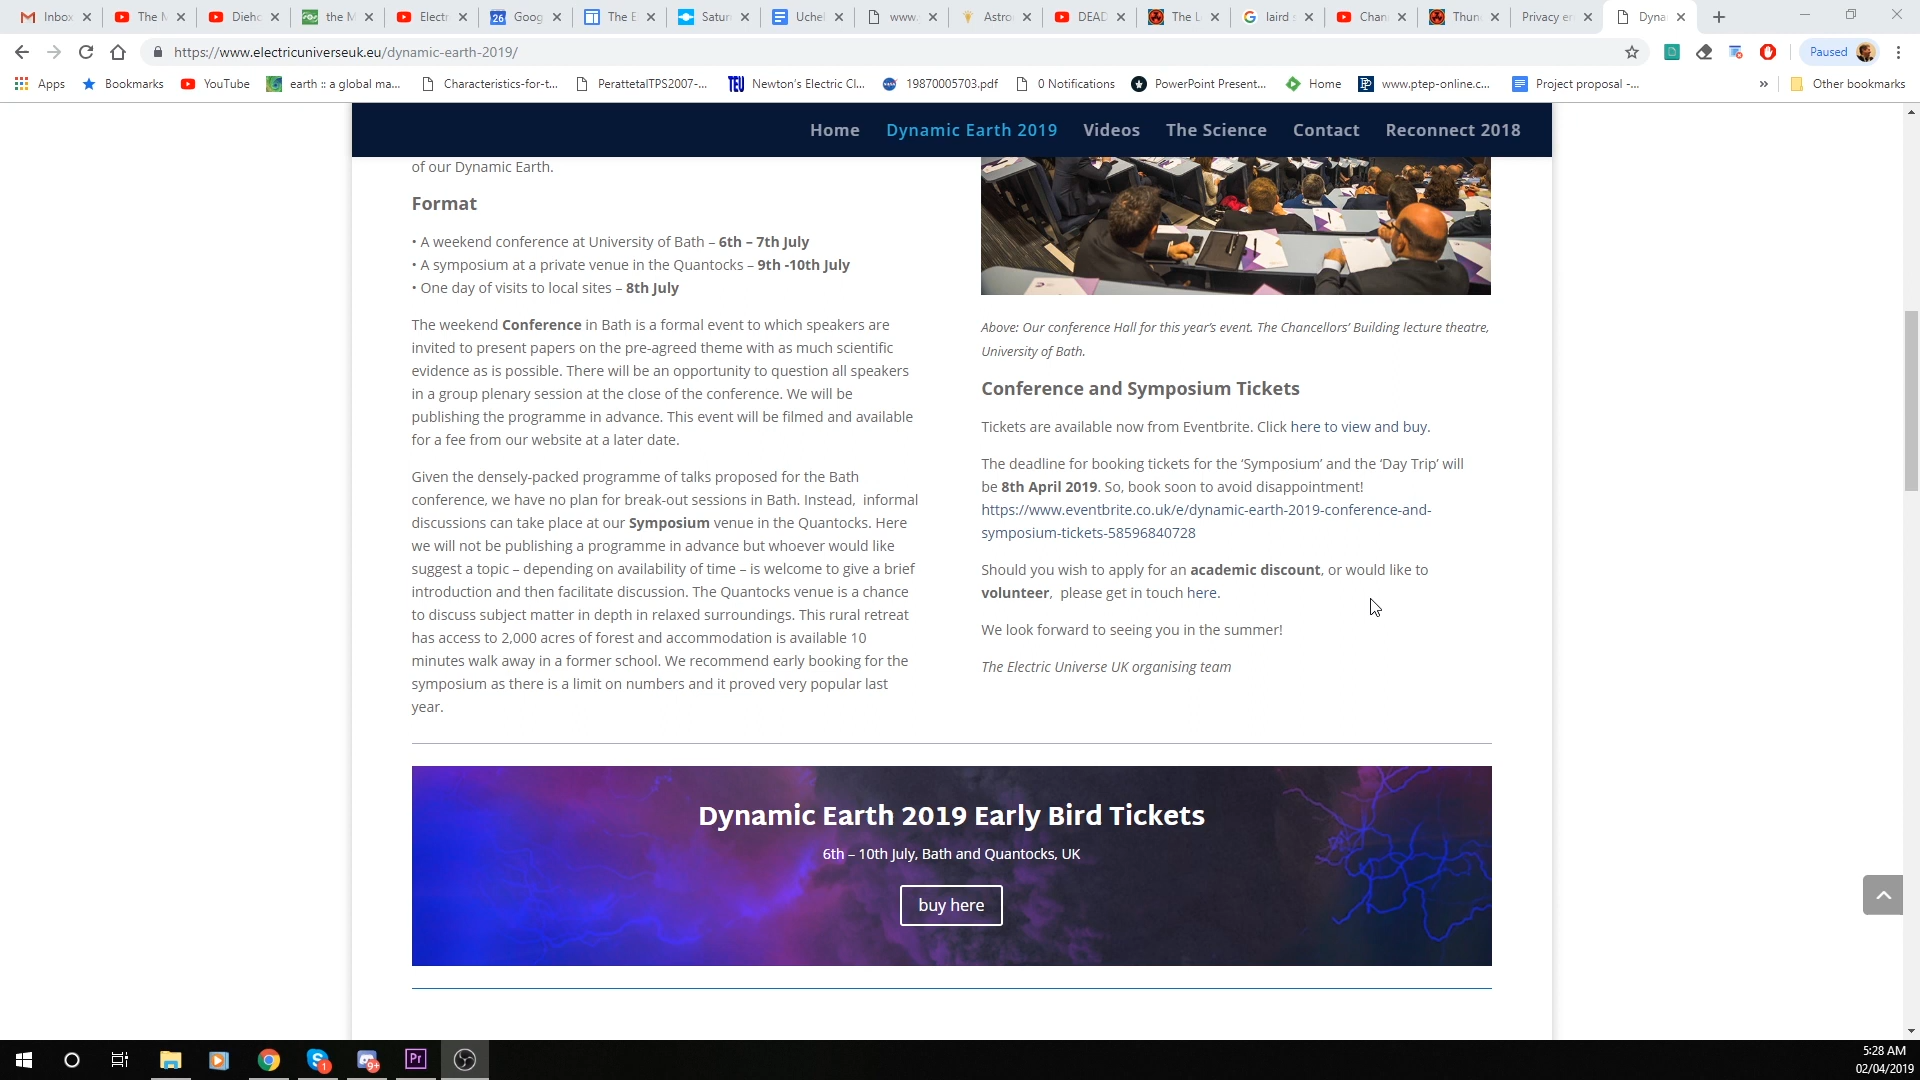 Inbox
The M
Dieho
the M
Electr
26 Goog
The E
Satur
Uchel
www.
Astro
DEAD
The L
laird s
Chan
Thun
Privacy er
Dyna
https://www.electricuniverseuk.eu/dynamic-earth-2019/
Paused
Apps
Bookmarks
YouTube
earth :: a global ma...
Characteristics-for-t...
PerattetalTPS2007-...
TEU Newton's Electric Cl...
19870005703.pdf
0 Notifications
PowerPoint Present...
Home
www.ptep-online.c...
Project proposal -...
»
Other bookmarks
Home Dynamic Earth 2019 Videos The Science Contact Reconnect 2018
of our Dynamic Earth.
Format
• A weekend conference at University of Bath – 6th – 7th July
• A symposium at a private venue in the Quantocks – 9th -10th July
• One day of visits to local sites – 8th July
The weekend Conference in Bath is a formal event to which speakers are
invited to present papers on the pre-agreed theme with as much scientific
evidence as is possible. There will be an opportunity to question all speakers
in a group plenary session at the close of the conference. We will be
publishing the programme in advance. This event will be filmed and available
for a fee from our website at a later date.
Given the densely-packed programme of talks proposed for the Bath
conference, we have no plan for break-out sessions in Bath. Instead, informal
discussions can take place at our Symposium venue in the Quantocks. Here
we will not be publishing a programme in advance but whoever would like
suggest a topic – depending on availability of time – is welcome to give a brief
introduction and then facilitate discussion. The Quantocks venue is a chance
to discuss subject matter in depth in relaxed surroundings. This rural retreat
has access to 2,000 acres of forest and accommodation is available 10
minutes walk away in a former school. We recommend early booking for the
symposium as there is a limit on numbers and it proved very popular last
year.
Above: Our conference Hall for this year's event. The Chancellors' Building lecture theatre,
University of Bath.
Conference and Symposium Tickets
Tickets are available now from Eventbrite. Click here to view and buy.
The deadline for booking tickets for the 'Symposium' and the 'Day Trip' will
be 8th April 2019. So, book soon to avoid disappointment!
https://www.eventbrite.co.uk/e/dynamic-earth-2019-conference-and-
symposium-tickets-58596840728
Should you wish to apply for an academic discount, or would like to
volunteer, please get in touch here.
We look forward to seeing you in the summer!
The Electric Universe UK organising team
Dynamic Earth 2019 Early Bird Tickets
6th – 10th July, Bath and Quantocks, UK
buy here
1
9+
Pr
5:28 AM
02/04/2019